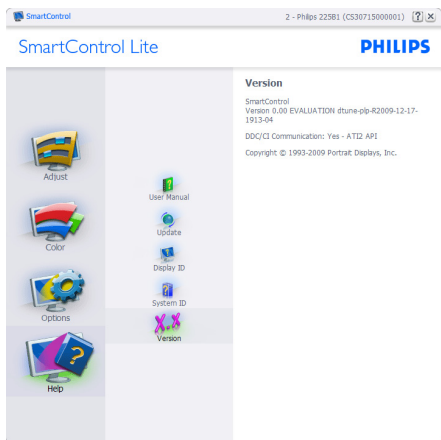 SmartControl
2 - Philips 225B1 (CS30715000001)
SmartControl Lite
PHILIPS
Adjust
Color
Options
Help
User Manual
Update
Display ID
System ID
X.X
Version
Version
SmartControl
Version 0.00 EVALUATION dtune-plp-R2009-12-17-
1913-04
DDC/CI Communication: Yes - ATI2 API
Copyright © 1993-2009 Portrait Displays, Inc.